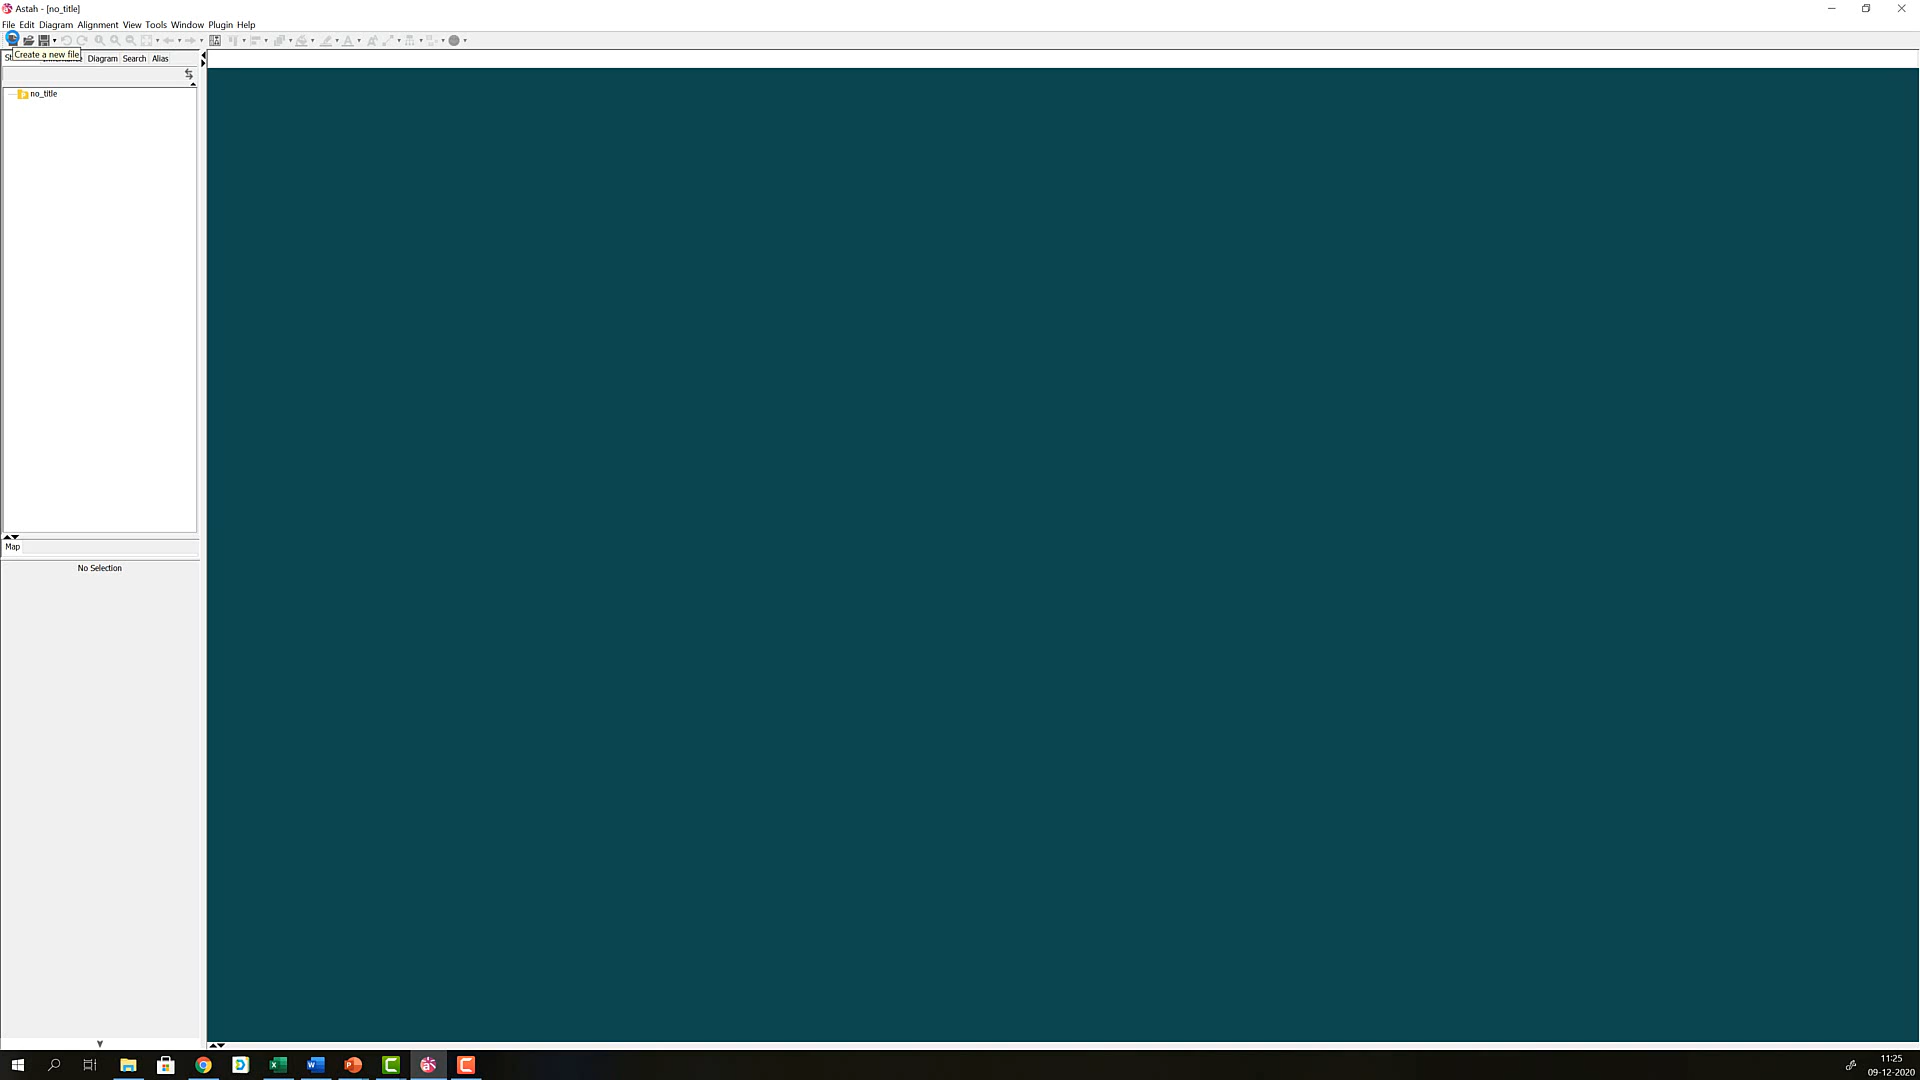 Astah - [no_title]
File Edit Diagram Alignment View Tools Window Plugin Help
Create a new file
Diagram Search Alias
no_title
Map
No Selection
11:25
09-12-2020